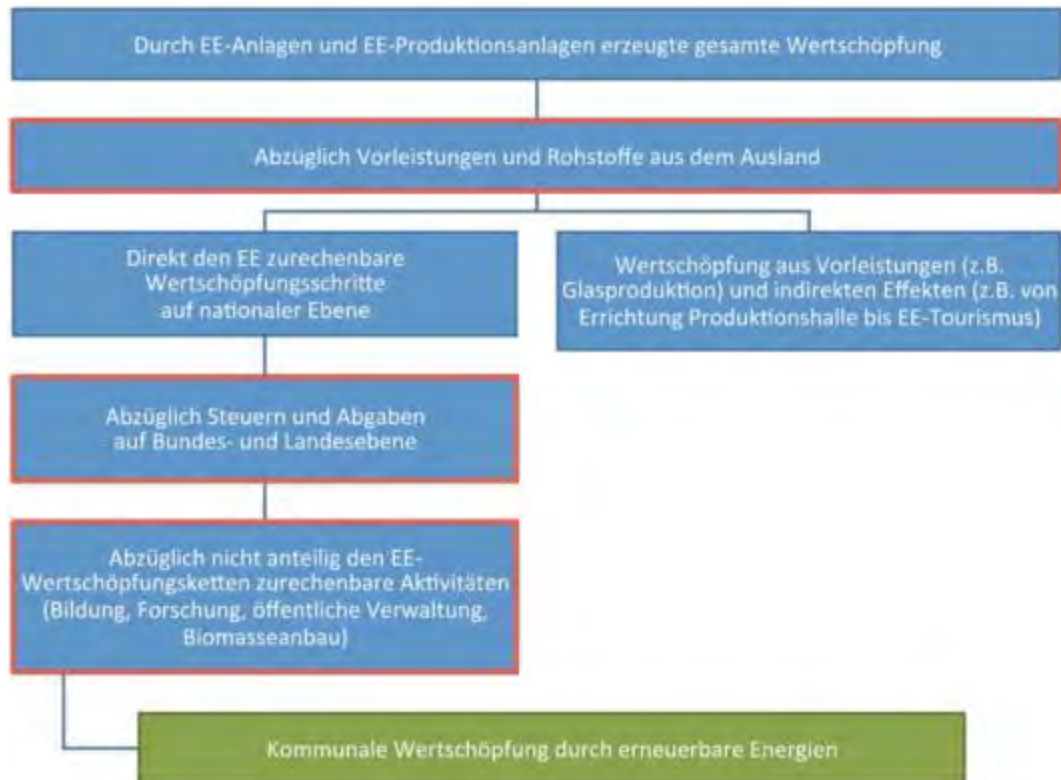 Durch EE-Anlagen und EE-Produktionsanlagen erzeugte gesamte Wertschöpfung
Abzüglich Vorleistungen und Rohstoffe aus dem Ausland
Direkt den EE zurechenbare
Wertschöpfungsschritte
auf nationaler Ebene
Wertschöpfung aus Vorleistungen (z.B.
Glasproduktion) und indirekten Effekten (z.B. von
Errichtung Produktionshalle bis EE-Tourismus)
Abzüglich Steuern und Abgaben
auf Bundes- und Landesebene
Abzüglich nicht anteilig den EE-
Wertschöpfungsketten zurechenbare Aktivitäten
(Bildung, Forschung, öffentliche Verwaltung,
Biomasseanbau)
Kommunale Wertschöpfung durch erneuerbare Energien